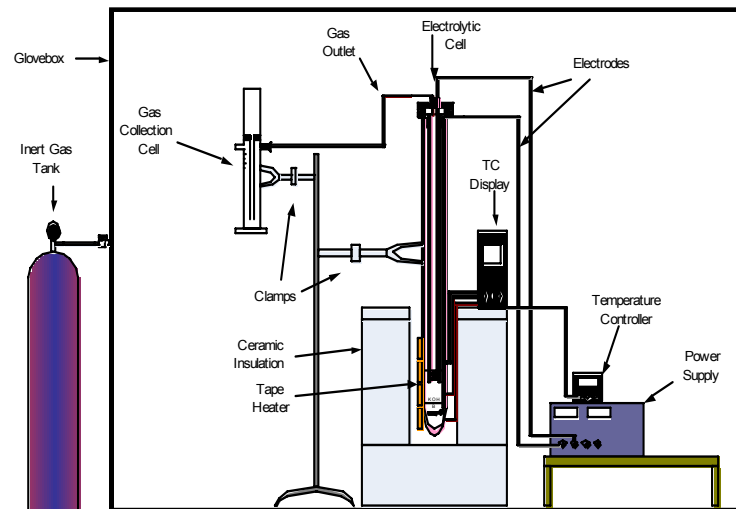 Glovebox
Gas
Outlet
Electrolytic
Cell
Electrodes
Gas
Collection
Cell
Inert Gas
Tank
TC
Display
Clamps
Temperature
Controller
Ceramic
Insulation
Power
Supply
Tape
Heater
KOH